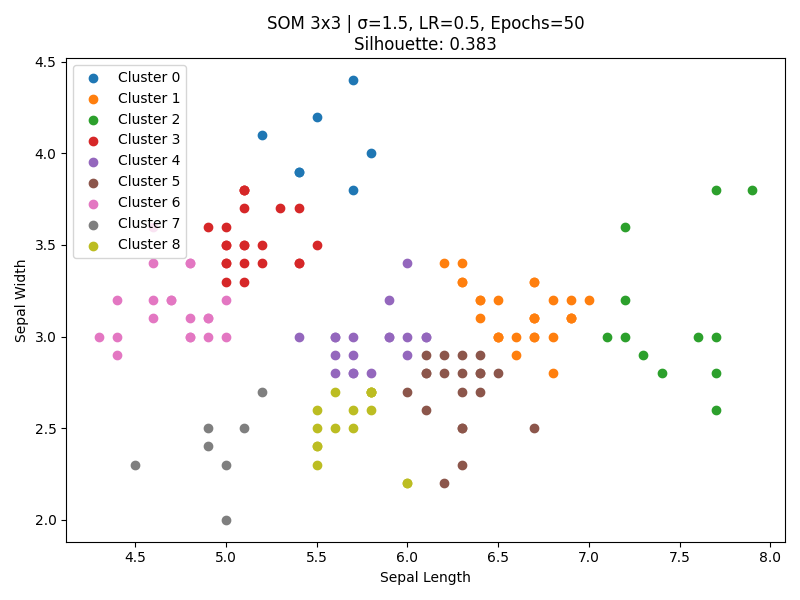 SOM 3x3 | σ=1.5, LR=0.5, Epochs=50
Silhouette: 0.383
Cluster 0
Cluster 1
Cluster 2
Cluster 3
Cluster 4
Cluster 5
Cluster 6
Cluster 7
Cluster 8
Sepal Width
4.5
4.0
3.5
3.0
2.5
2.0
4.5 5.0 5.5 6.0 6.5 7.0 7.5 8.0
Sepal Length